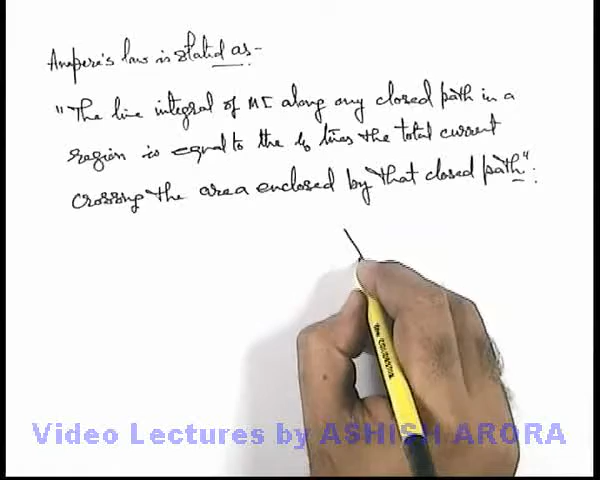 Ampere's law is stated as -
"The line integral of MI along any closed path in a
region is equal to the μ₀ times the total current
crossing the area enclosed by that closed path".
Video Lectures by ASHISH ARORA